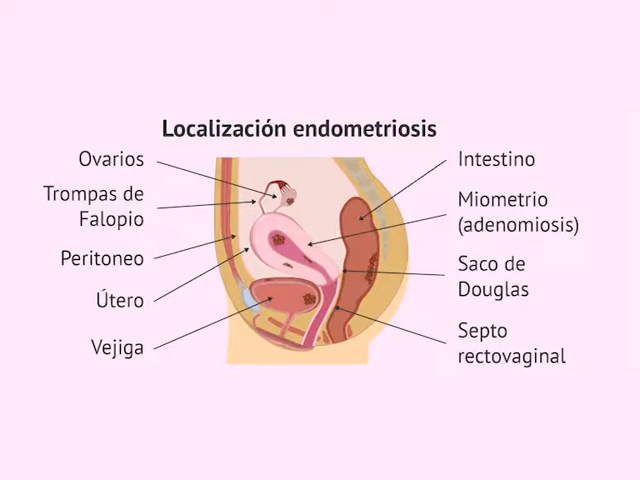 Localización endometriosis
Ovarios
Trompas de
Falopio
Peritoneo
Útero
Vejiga
Intestino
Miometrio
(adenomiosis)
Saco de
Douglas
Septo
rectovaginal